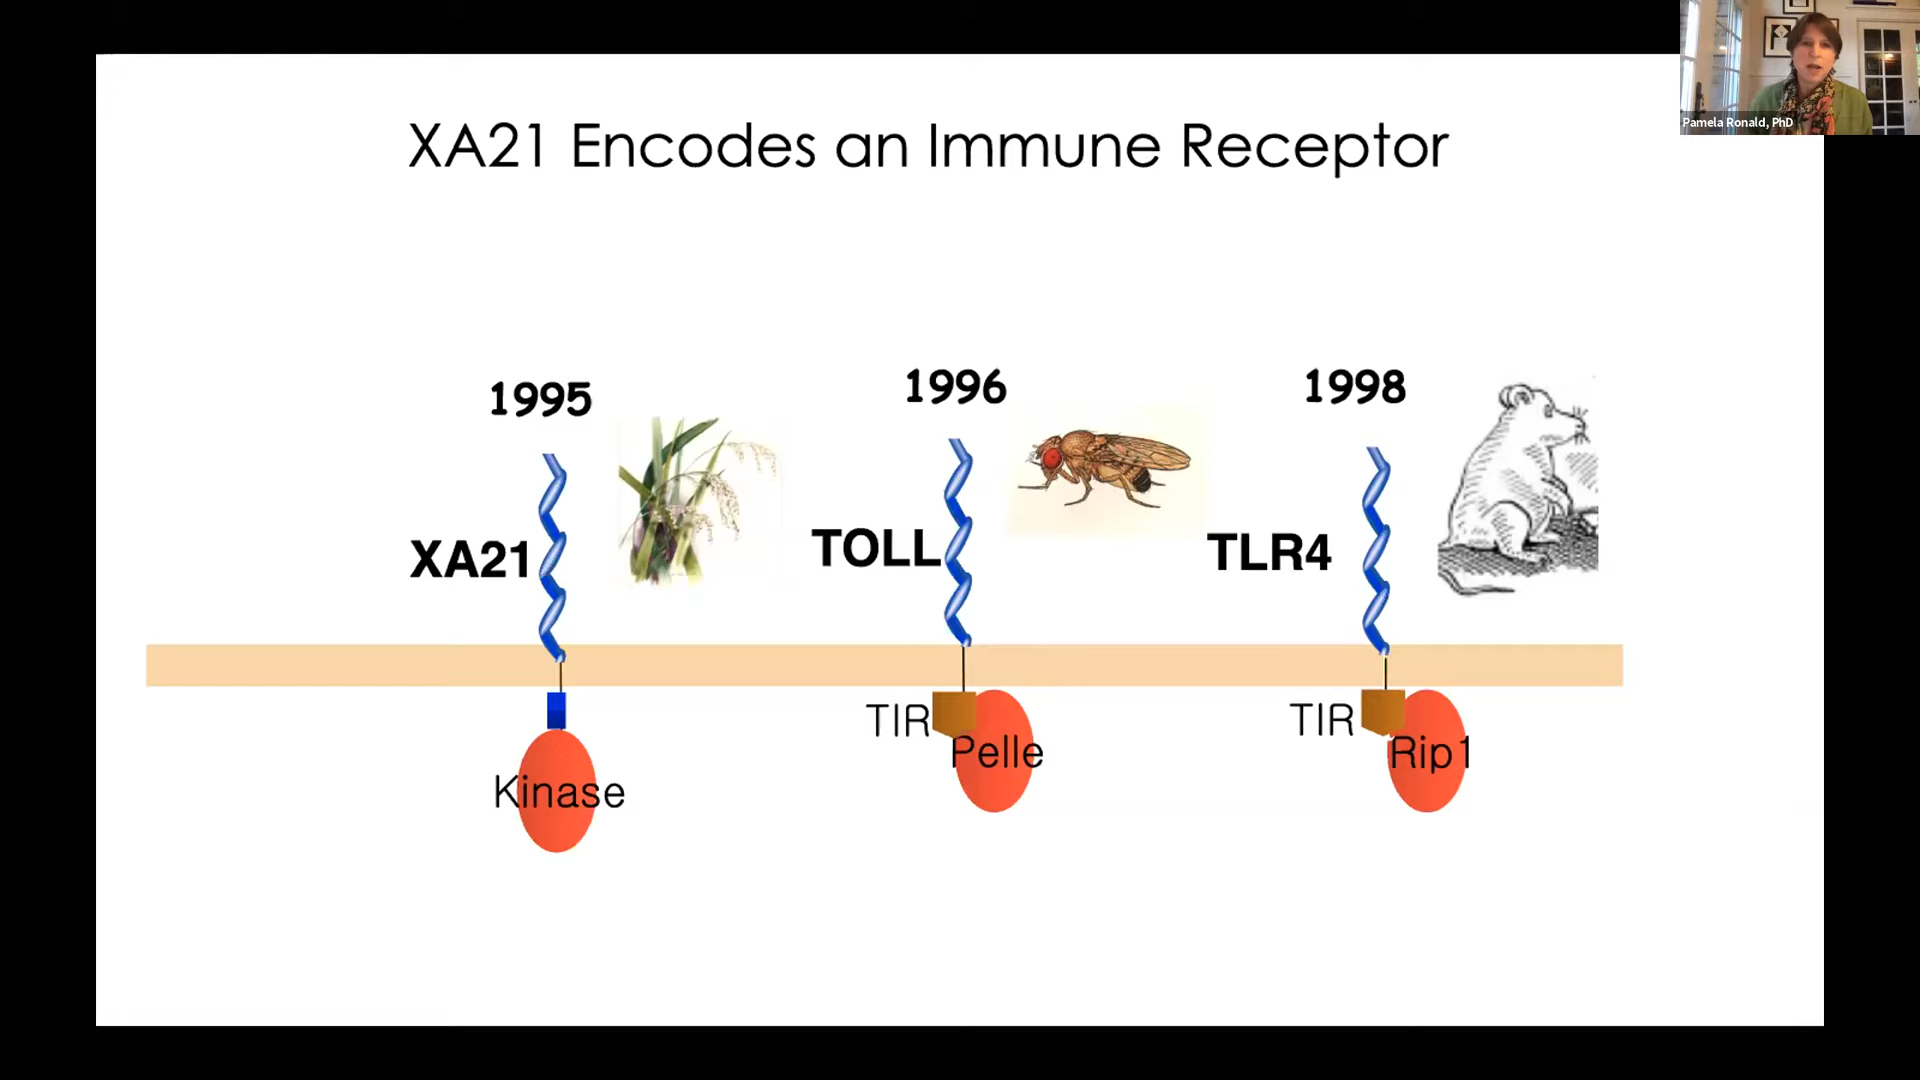 Pamela Ronald, PhD
XA21 Encodes an Immune Receptor
1995
1996
1998
XA21
TOLL
TLR4
TIR
TIR
Kinase
Pelle
Rip1